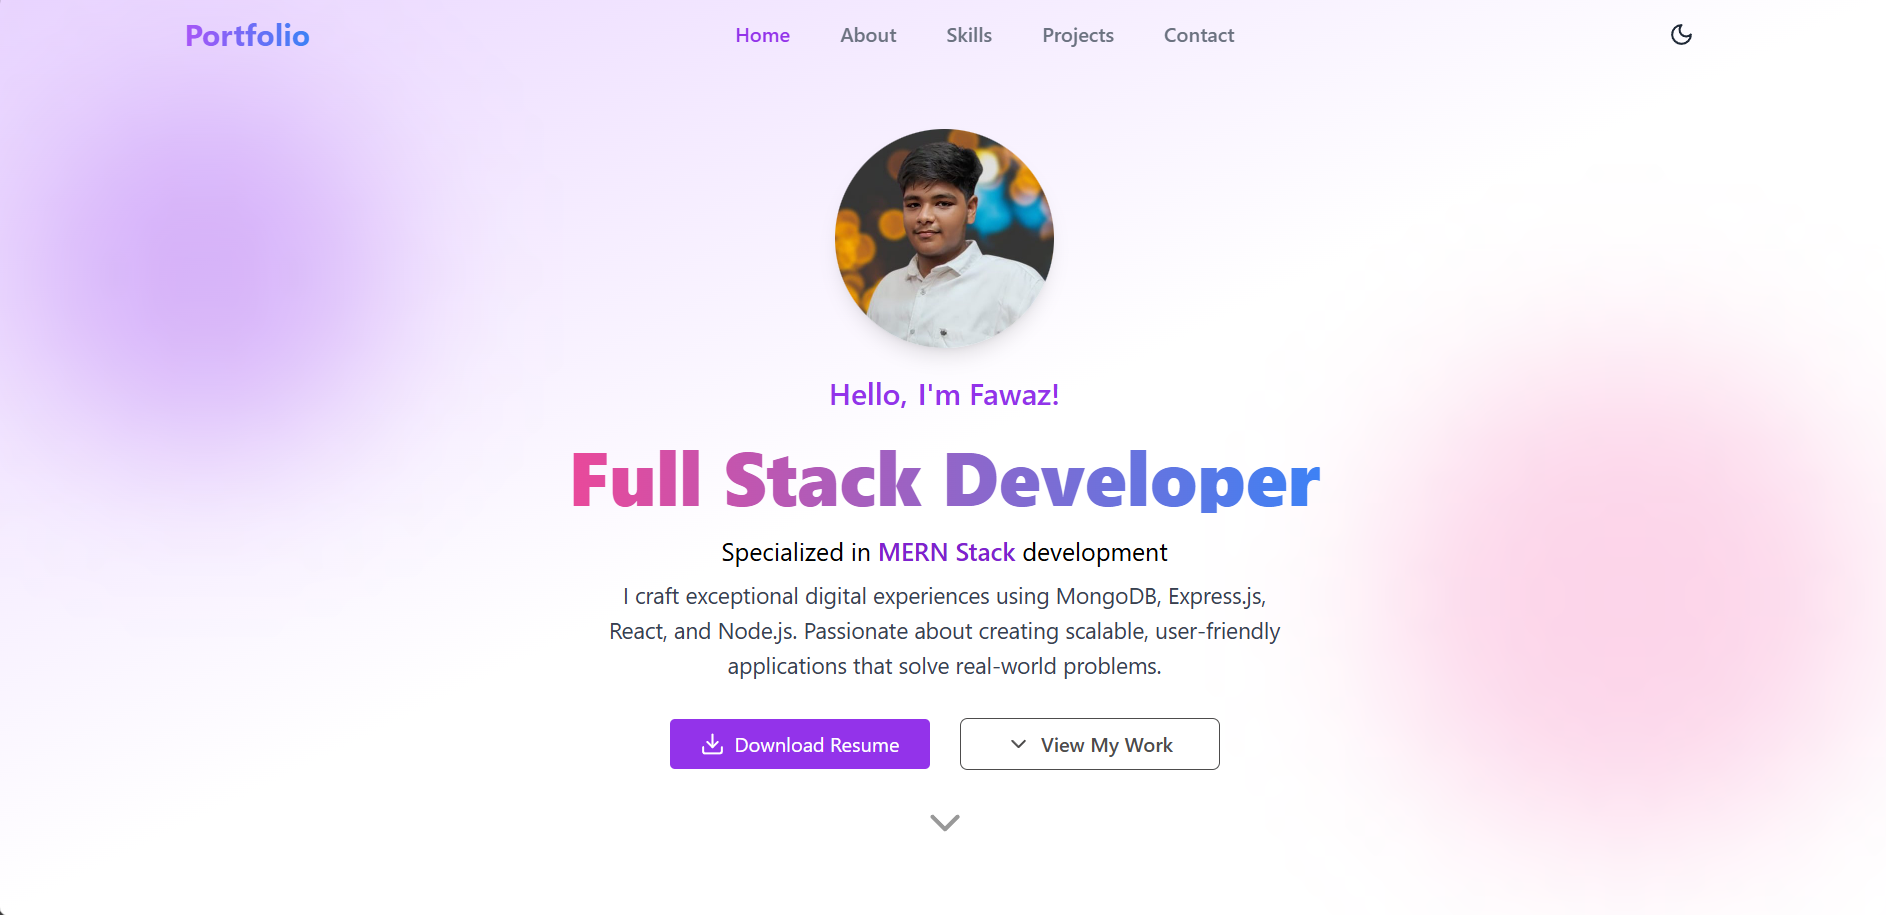 Portfolio
Home
About
Skills
Projects
Contact
Hello, I'm Fawaz!
Full Stack Developer
Specialized in MERN Stack development
I craft exceptional digital experiences using MongoDB, Express.js,
React, and Node.js. Passionate about creating scalable, user-friendly
applications that solve real-world problems.
Download Resume
View My Work